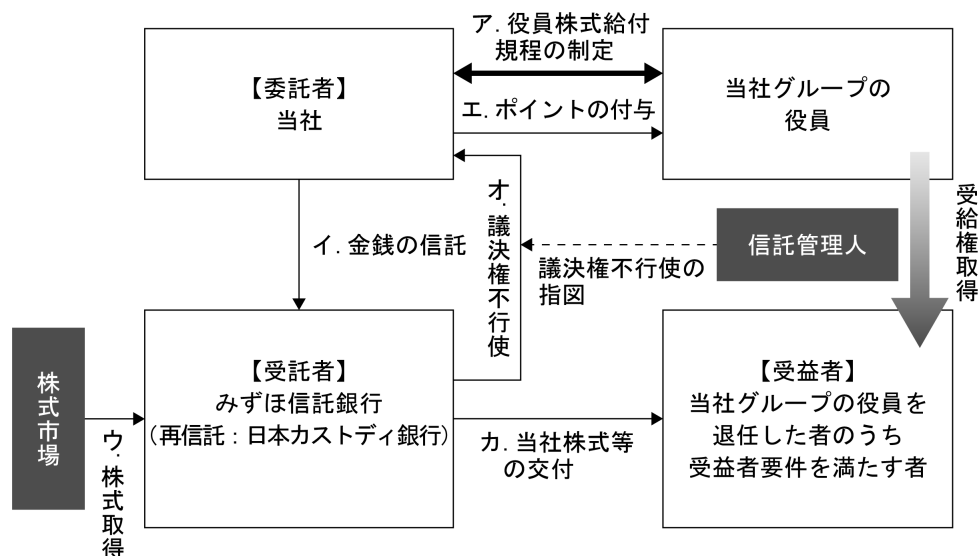 ア. 役員株式給付
規程の制定
【委託者】
当社
当社グループの
役員
エ. ポイントの付与
イ. 金銭の信託
オ. 議決権不行使
議決権不行使の
指図
信託管理人
受給権取得
株式市場
ウ. 株式取得
【受託者】
みずほ信託銀行
(再信託：日本カストディ銀行)
カ. 当社株式等
の交付
【受益者】
当社グループの役員を
退任した者のうち
受益者要件を満たす者